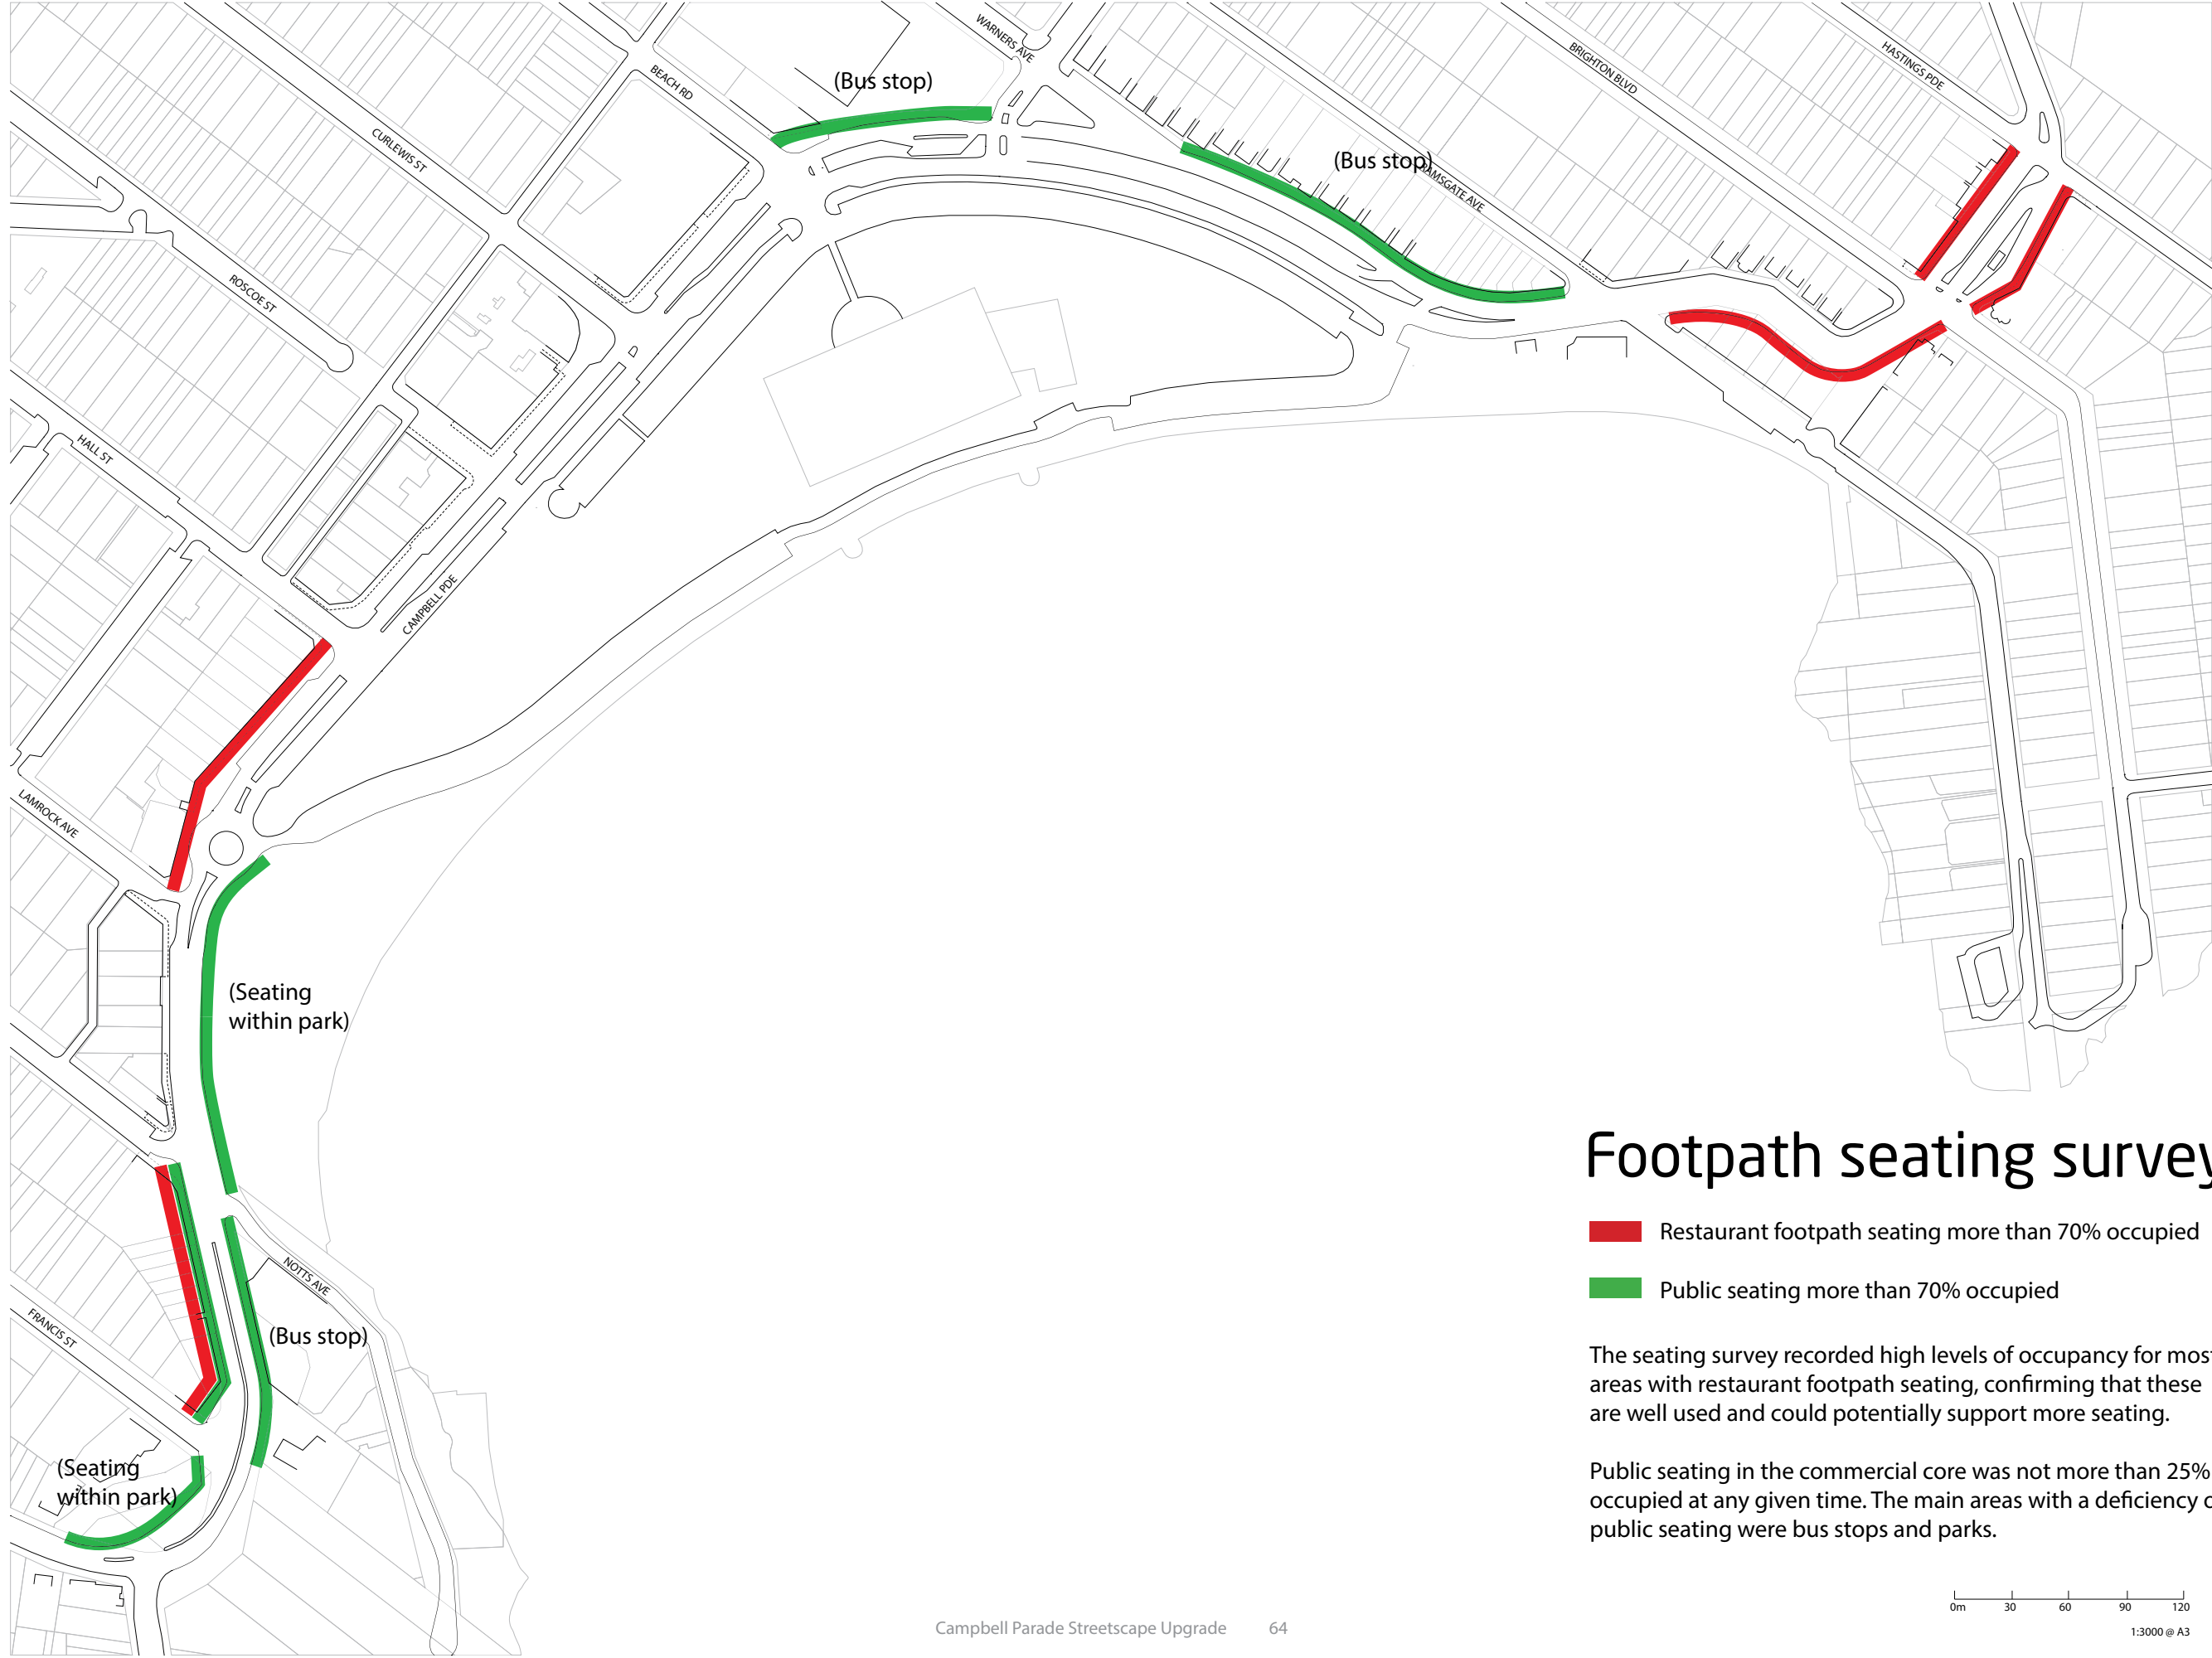 WARNERS AVE
BEACH RD
(Bus stop)
BRIGHTON BLVD
HASTINGS PDE
CURLEWIS ST
(Bus stop)
RAMSGATE AVE
ROSCOE ST
HALL ST
CAMPBELL PDE
LAMROCK AVE
(Seating
within park)
NOTTS AVE
FRANCIS ST
(Bus stop)
(Seating
within park)
Footpath seating survey
Restaurant footpath seating more than 70% occupied
Public seating more than 70% occupied
The seating survey recorded high levels of occupancy for most
areas with restaurant footpath seating, confirming that these
are well used and could potentially support more seating.
Public seating in the commercial core was not more than 25%
occupied at any given time. The main areas with a deficiency o
public seating were bus stops and parks.
0m 30 60 90 120
1:3000 @ A3
Campbell Parade Streetscape Upgrade 64